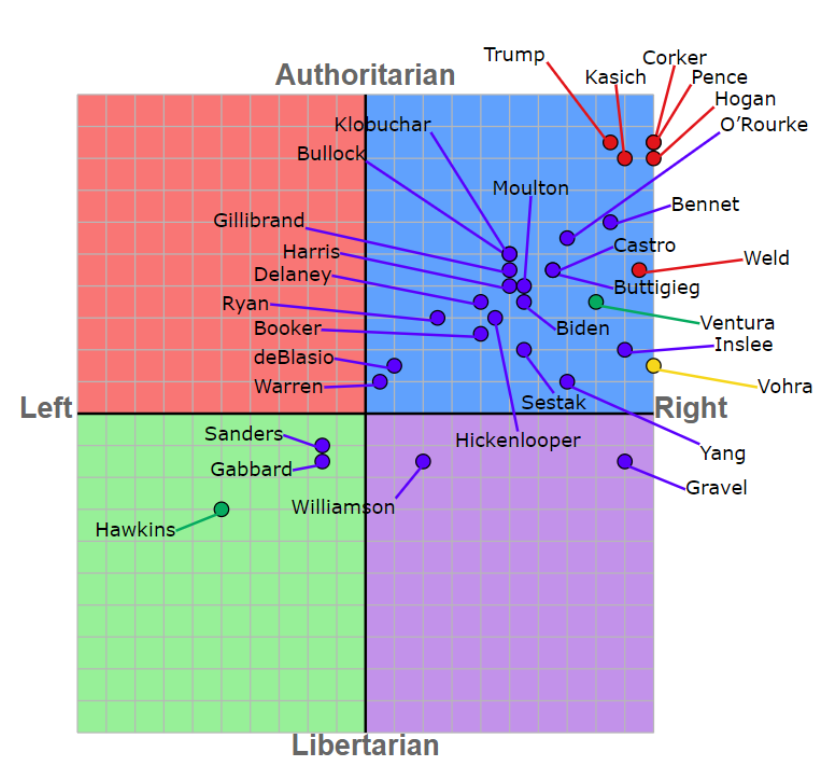 Trump
Corker
Kasich
Pence
Authoritarian
Hogan
Klobuchar
O'Rourke
Bullock
Moulton
Bennet
Gillibrand
Castro
Harris
Weld
Delaney
Buttigieg
Ryan
Booker
Biden
Ventura
Inslee
deBlasio
Warren
Vohra
Sestak
Left
Right
Sanders
Hickenlooper
Yang
Gabbard
Gravel
Williamson
Hawkins
Libertarian